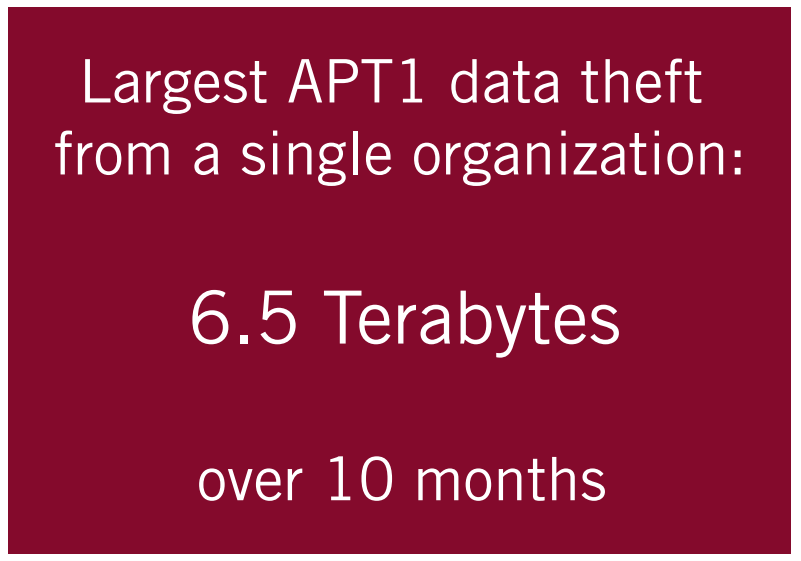 Largest APT1 data theft
from a single organization:
6.5 Terabytes
over 10 months